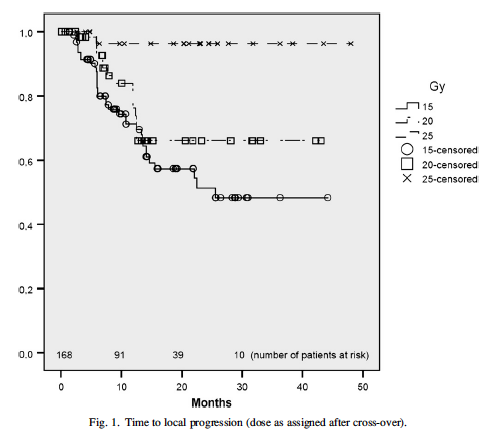 1,0
0,8
0,6
0,4
0,2
0,0
168 91 39 10 (number of patients at risk)
0 10 20 30 40 50
Months
Gy
15
20
25
15-censored
20-censored
25-censored
Fig. 1. Time to local progression (dose as assigned after cross-over).